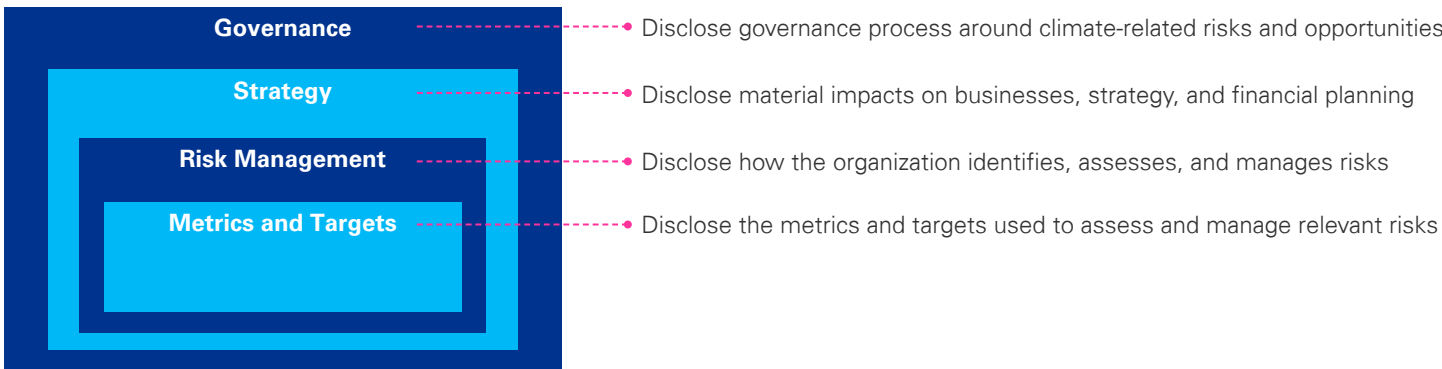 Governance
Disclose governance process around climate-related risks and opportunities
Strategy
Disclose material impacts on businesses, strategy, and financial planning
Risk Management
Disclose how the organization identifies, assesses, and manages risks
Metrics and Targets
Disclose the metrics and targets used to assess and manage relevant risks